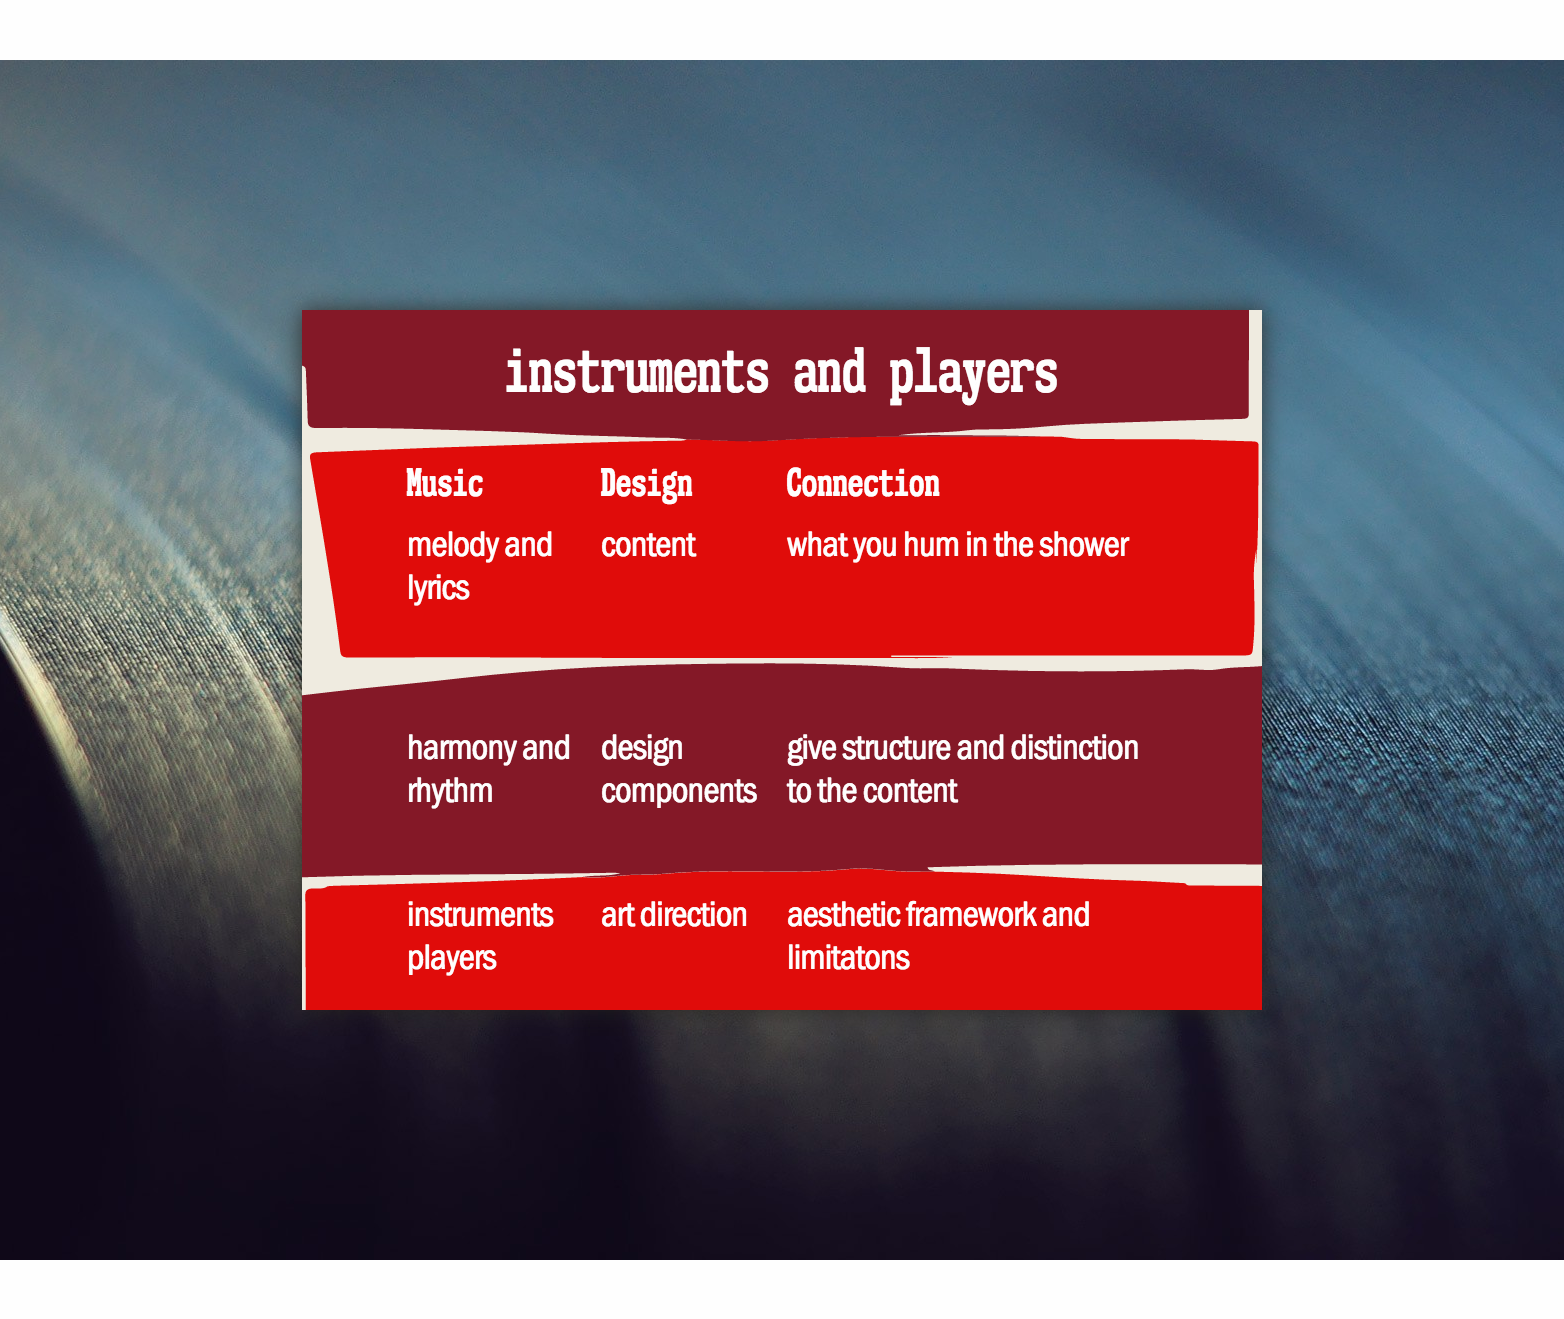 instruments and players
Music Design Connection
melody and content what you hum in the shower
lyrics
harmony and design give structure and distinction
rhythm components to the content
instruments art direction aesthetic framework and
players limitatons